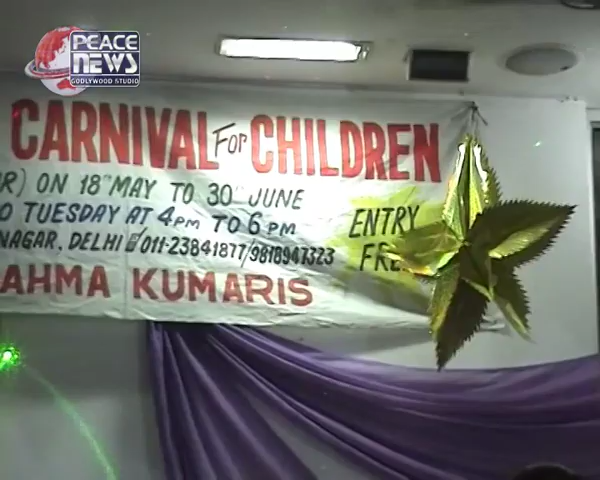 PEACE
NEWS
GODLYWOOD STUDIO
CARNIVAL For CHILDREN
R) ON 18TH MAY TO 30TH JUNE
O TUESDAY AT 4PM TO 6PM
NAGAR, DELHI 011-23841877/9818947323
AHMA KUMARIS
ENTRY
FRE